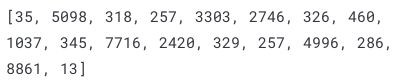 [35, 5098, 318, 257, 3303, 2746, 326, 460,
1037, 345, 7716, 2420, 329, 257, 4996, 286,
8861, 13]